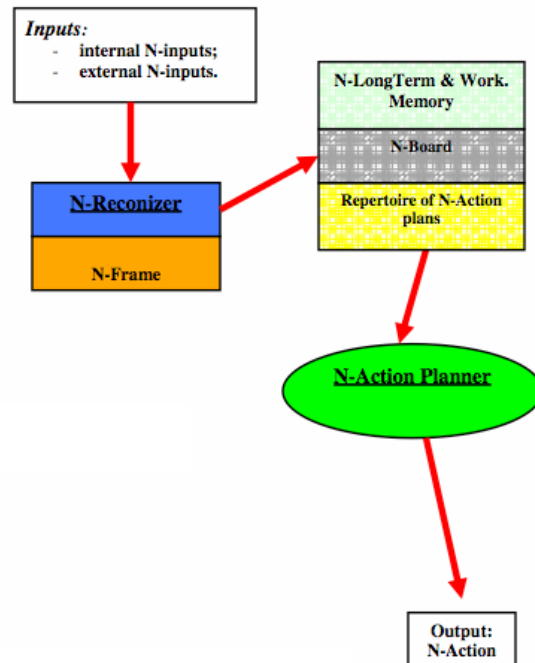 Inputs:
- internal N-inputs;
- external N-inputs.
N-LongTerm & Work.
Memory
N-Board
Repertoire of N-Action
plans
N-Reconizer
N-Frame
N-Action Planner
Output:
N-Action